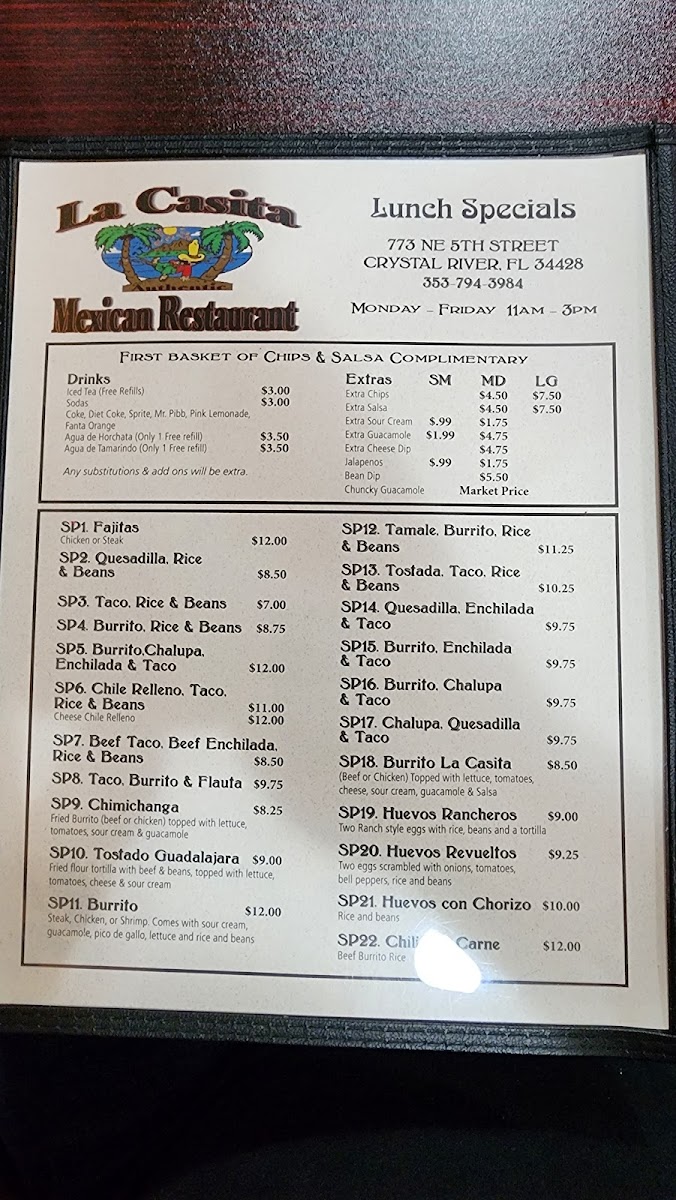 La Casita
Authentic
Mexican Restaurant
Lunch Specials
773 NE 5TH STREET
CRYSTAL RIVER, FL 34428
353-794-3984
MONDAY - FRIDAY 11AM - 3PM
FIRST BASKET OF CHIPS & SALSA COMPLIMENTARY
Drinks
Iced Tea (Free Refills) $3.00
Sodas $3.00
Coke, Diet Coke, Sprite, Mr. Pibb, Pink Lemonade,
Fanta Orange
Agua de Horchata (Only 1 Free refill) $3.50
Agua de Tamarindo (Only 1 Free refill) $3.50
Any substitutions & add ons will be extra.
Extras SM MD LG
Extra Chips $4.50 $7.50
Extra Salsa $4.50 $7.50
Extra Sour Cream $.99 $1.75
Extra Guacamole $1.99 $4.75
Extra Cheese Dip $4.75
Jalapenos $.99 $1.75
Bean Dip $5.50
Chuncky Guacamole Market Price
SP1. Fajitas
Chicken or Steak $12.00
SP2. Quesadilla, Rice
& Beans $8.50
SP3. Taco, Rice & Beans $7.00
SP4. Burrito, Rice & Beans $8.75
SP5. Burrito,Chalupa,
Enchilada & Taco $12.00
SP6. Chile Relleno, Taco,
Rice & Beans $11.00
Cheese Chile Relleno $12.00
SP7. Beef Taco, Beef Enchilada,
Rice & Beans $8.50
SP8. Taco, Burrito & Flauta $9.75
SP9. Chimichanga $8.25
Fried Burrito (beef or chicken) topped with lettuce,
tomatoes, sour cream & guacamole
SP10. Tostado Guadalajara $9.00
Fried flour tortilla with beef & beans, topped with lettuce,
tomatoes, cheese & sour cream
SP11. Burrito $12.00
Steak, Chicken, or Shrimp. Comes with sour cream,
guacamole, pico de gallo, lettuce and rice and beans
SP12. Tamale, Burrito, Rice
& Beans $11.25
SP13. Tostada, Taco, Rice
& Beans $10.25
SP14. Quesadilla, Enchilada
& Taco $9.75
SP15. Burrito, Enchilada
& Taco $9.75
SP16. Burrito, Chalupa
& Taco $9.75
SP17. Chalupa, Quesadilla
& Taco $9.75
SP18. Burrito La Casita $8.50
(Beef or Chicken) Topped with lettuce, tomatoes,
cheese, sour cream, guacamole & Salsa
SP19. Huevos Rancheros $9.00
Two Ranch style eggs with rice, beans and a tortilla
SP20. Huevos Revueltos $9.25
Two eggs scrambled with onions, tomatoes,
bell peppers, rice and beans
SP21. Huevos con Chorizo $10.00
Rice and beans
SP22. Carne $12.00
Beef Burrito Rice